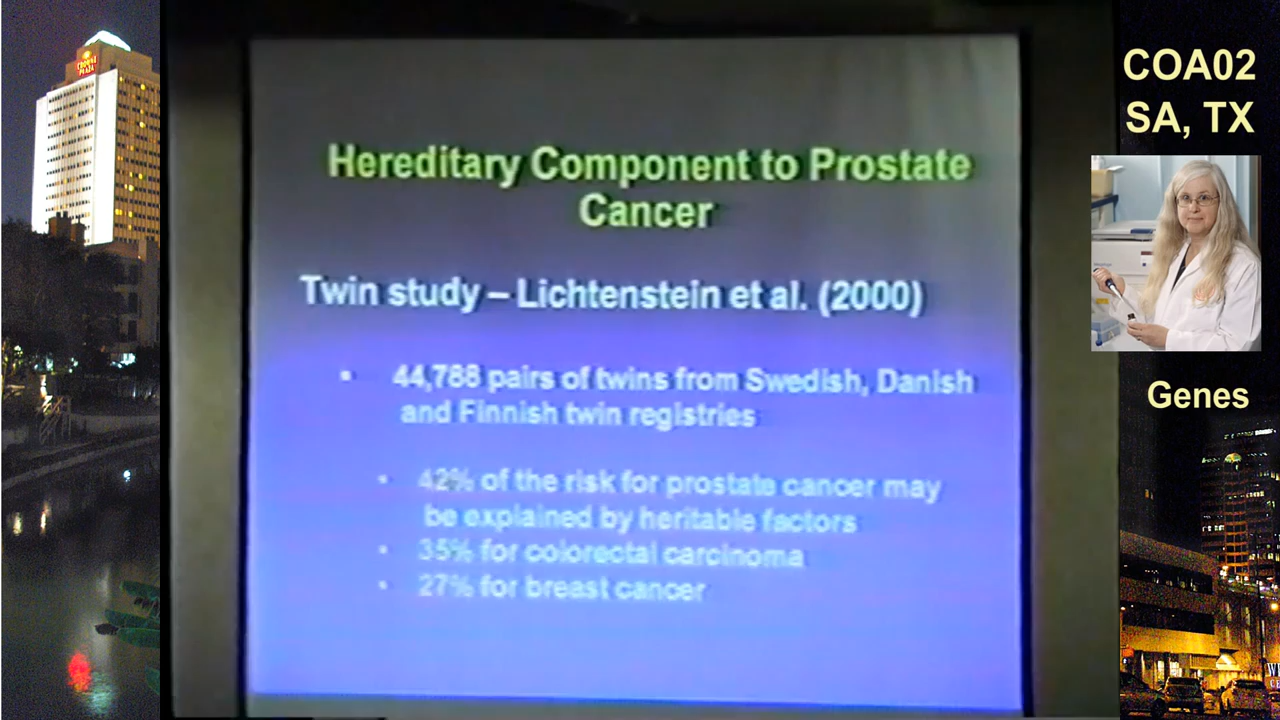 CROWNE
PLAZA
COA02
SA, TX
Genes
Hereditary Component to Prostate
Cancer
Twin study – Lichtenstein et al. (2000)
• 44,788 pairs of twins from Swedish, Danish
and Finnish twin registries
• 42% of the risk for prostate cancer may
be explained by heritable factors
• 35% for colorectal carcinoma
• 27% for breast cancer